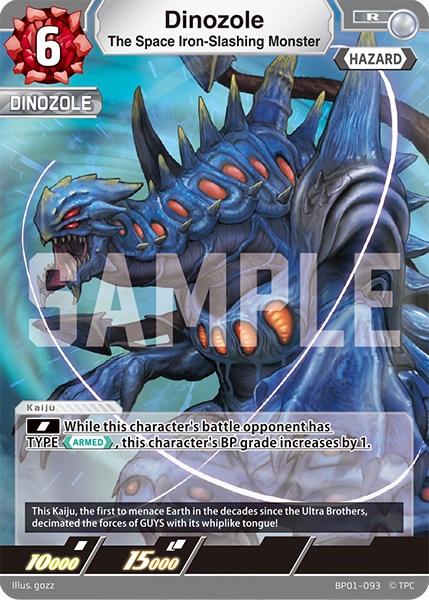 6
Dinozole
The Space Iron-Slashing Monster
R
HAZARD
DINOZOLE
SAMPLE
Kaiju
While this character's battle opponent has
TYPE ARMED, this character's BP grade increases by 1.
This Kaiju, the first to menace Earth in the decades since the Ultra Brothers,
decimated the forces of GUYS with its whiplike tongue!
10000
15000
Illus. gozz
BP01-093 © TPC